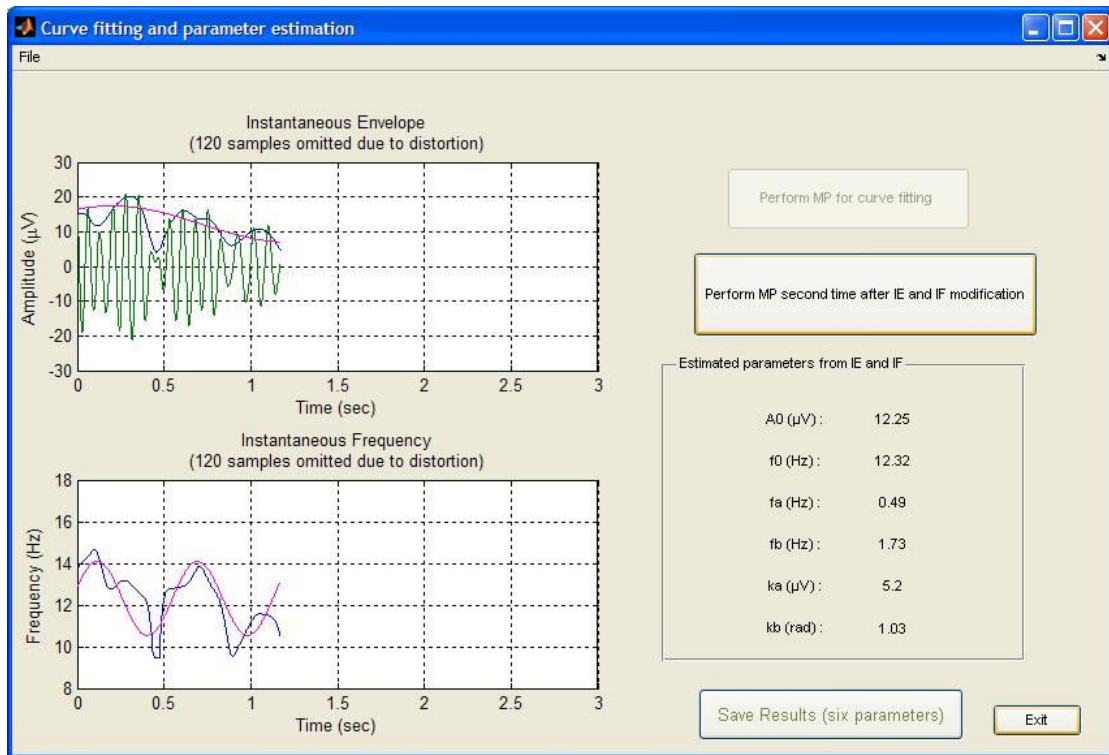 Curve fitting and parameter estimation
File
Instantaneous Envelope
(120 samples omitted due to distortion)
30
20
10
0
-10
-20
-30
Amplitude (µV)
0 0.5 1 1.5 2 2.5 3
Time (sec)
Instantaneous Frequency
(120 samples omitted due to distortion)
18
16
14
12
10
8
Frequency (Hz)
0 0.5 1 1.5 2 2.5 3
Time (sec)
Perform MP for curve fitting
Perform MP second time after IE and IF modification
Estimated parameters from IE and IF
A0 (µV) : 12.25
f0 (Hz) : 12.32
fa (Hz) : 0.49
fb (Hz) : 1.73
ka (µV) : 5.2
kb (rad) : 1.03
Save Results (six parameters)
Exit